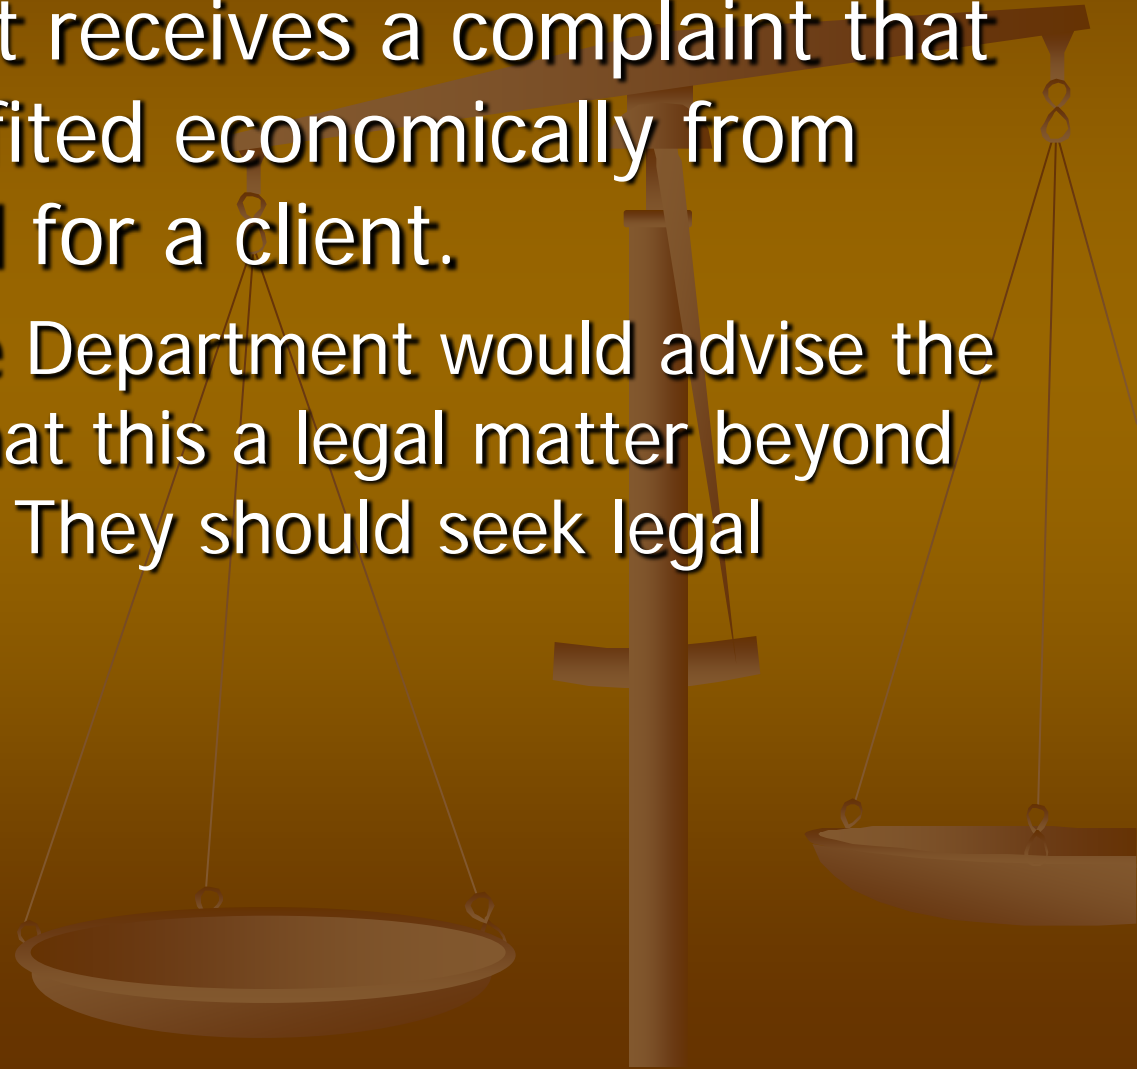 t receives a complaint that
fited economically from
for a client.
Department would advise the
at this a legal matter beyond
They should seek legal